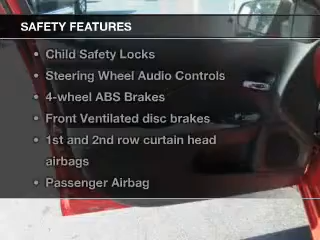 SAFETY FEATURES
• Child Safety Locks
• Steering Wheel Audio Controls
• 4-wheel ABS Brakes
• Front Ventilated disc brakes
• 1st and 2nd row curtain head
airbags
• Passenger Airbag